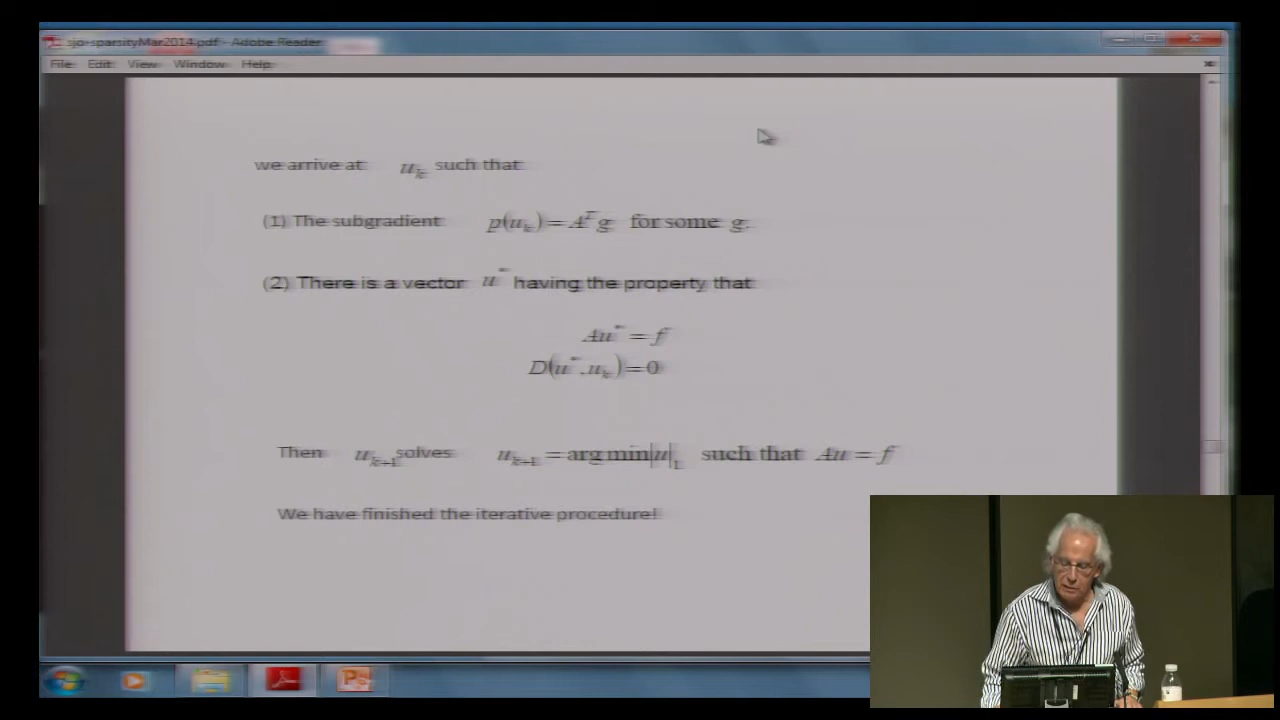 sjo-sparsityMar2014.pdf - Adobe Reader
File Edit View Window Help
we arrive at u_k such that
(1) The subgradient p(u_k) = A^T g for some g.
(2) There is a vector u^* having the property that
Au^* = f
D(u^*, u_k) = 0
Then u_{k+1} solves u_{k+1} = arg min|u|_1 such that Au = f
We have finished the iterative procedure!